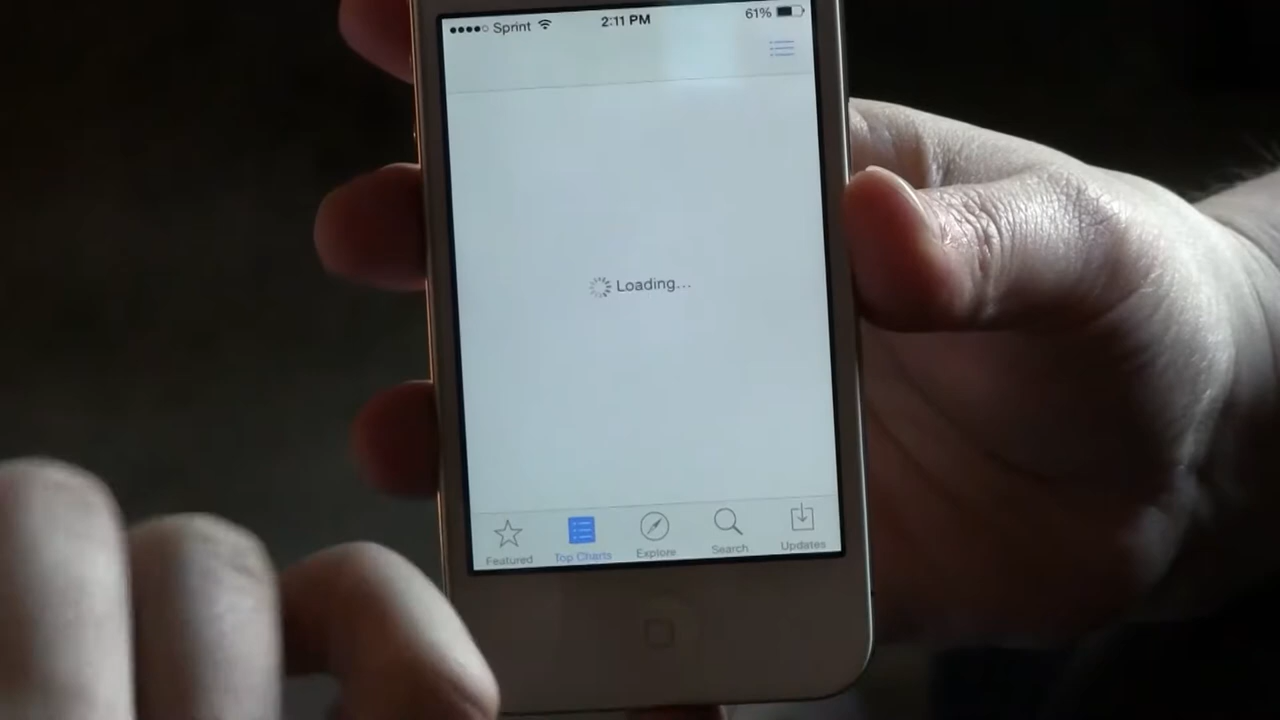 Sprint 2:11 PM 61%
Loading...
Featured Top Charts Explore Search Updates